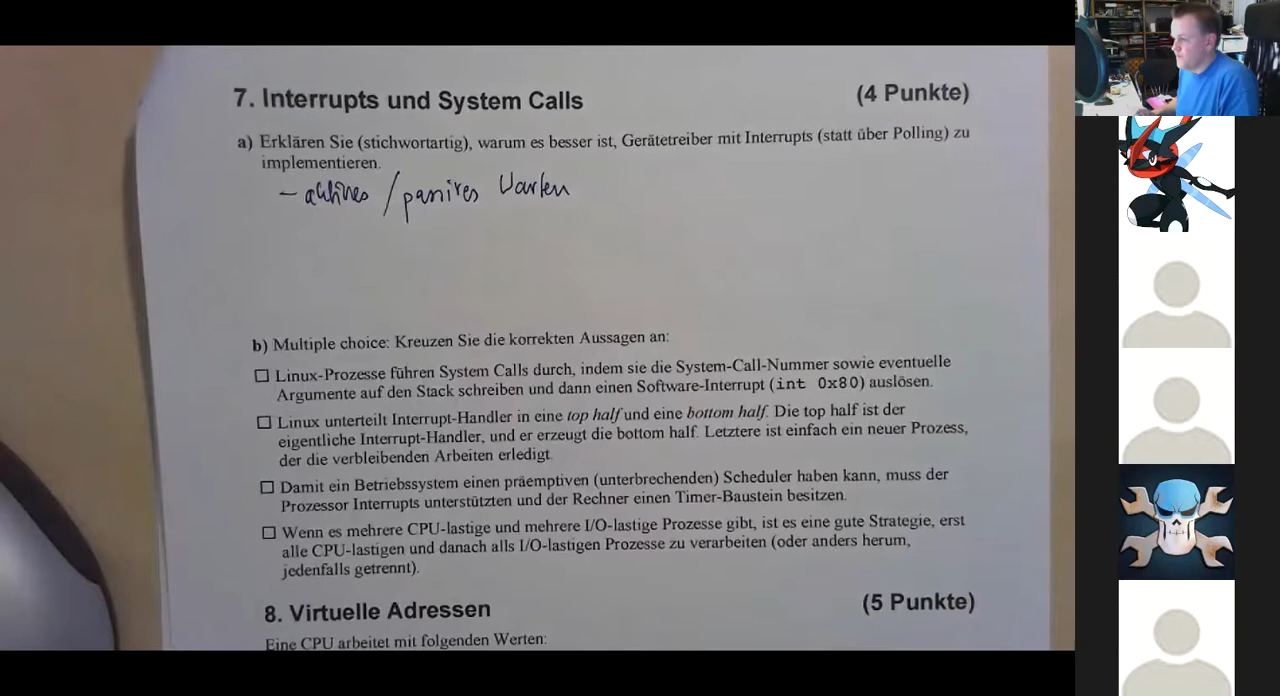 7. Interrupts und System Calls (4 Punkte)
a) Erklären Sie (stichwortartig), warum es besser ist, Gerätetreiber mit Interrupts (statt über Polling) zu
implementieren.
– aktives / passives Warten
b) Multiple choice: Kreuzen Sie die korrekten Aussagen an:
☐ Linux-Prozesse führen System Calls durch, indem sie die System-Call-Nummer sowie eventuelle
Argumente auf den Stack schreiben und dann einen Software-Interrupt (int 0x80) auslösen.
☐ Linux unterteilt Interrupt-Handler in eine top half und eine bottom half. Die top half ist der
eigentliche Interrupt-Handler, und er erzeugt die bottom half. Letztere ist einfach ein neuer Prozess,
der die verbleibenden Arbeiten erledigt.
☐ Damit ein Betriebssystem einen präemptiven (unterbrechenden) Scheduler haben kann, muss der
Prozessor Interrupts unterstützten und der Rechner einen Timer-Baustein besitzen.
☐ Wenn es mehrere CPU-lastige und mehrere I/O-lastige Prozesse gibt, ist es eine gute Strategie, erst
alle CPU-lastigen und danach alls I/O-lastigen Prozesse zu verarbeiten (oder anders herum,
jedenfalls getrennt).
8. Virtuelle Adressen (5 Punkte)
Eine CPU arbeitet mit folgenden Werten: